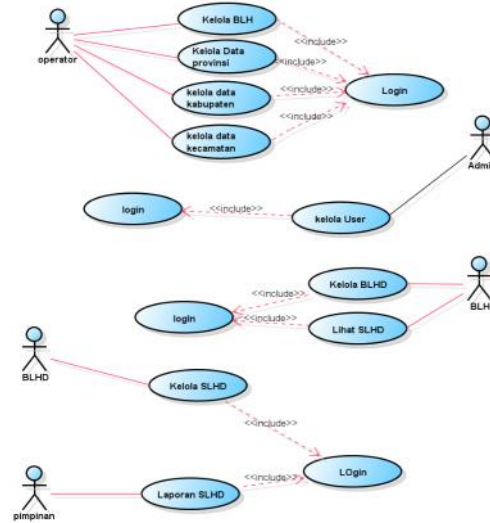 Kelola BLH
<<include>>
operator
Kelola Data
provinsi
<<include>>
kelola data
kabupaten
<<include>>
Login
kelola data
kecamatan
<<include>>
Admi
login
<<include>>
kelola User
Kelola BLHD
<<include>>
BLH
logIn
<<include>>
Lihat SLHD
BLHD
Kelola SLHD
<<include>>
LOgin
<<include>>
Laporan SLHD
pimpinan